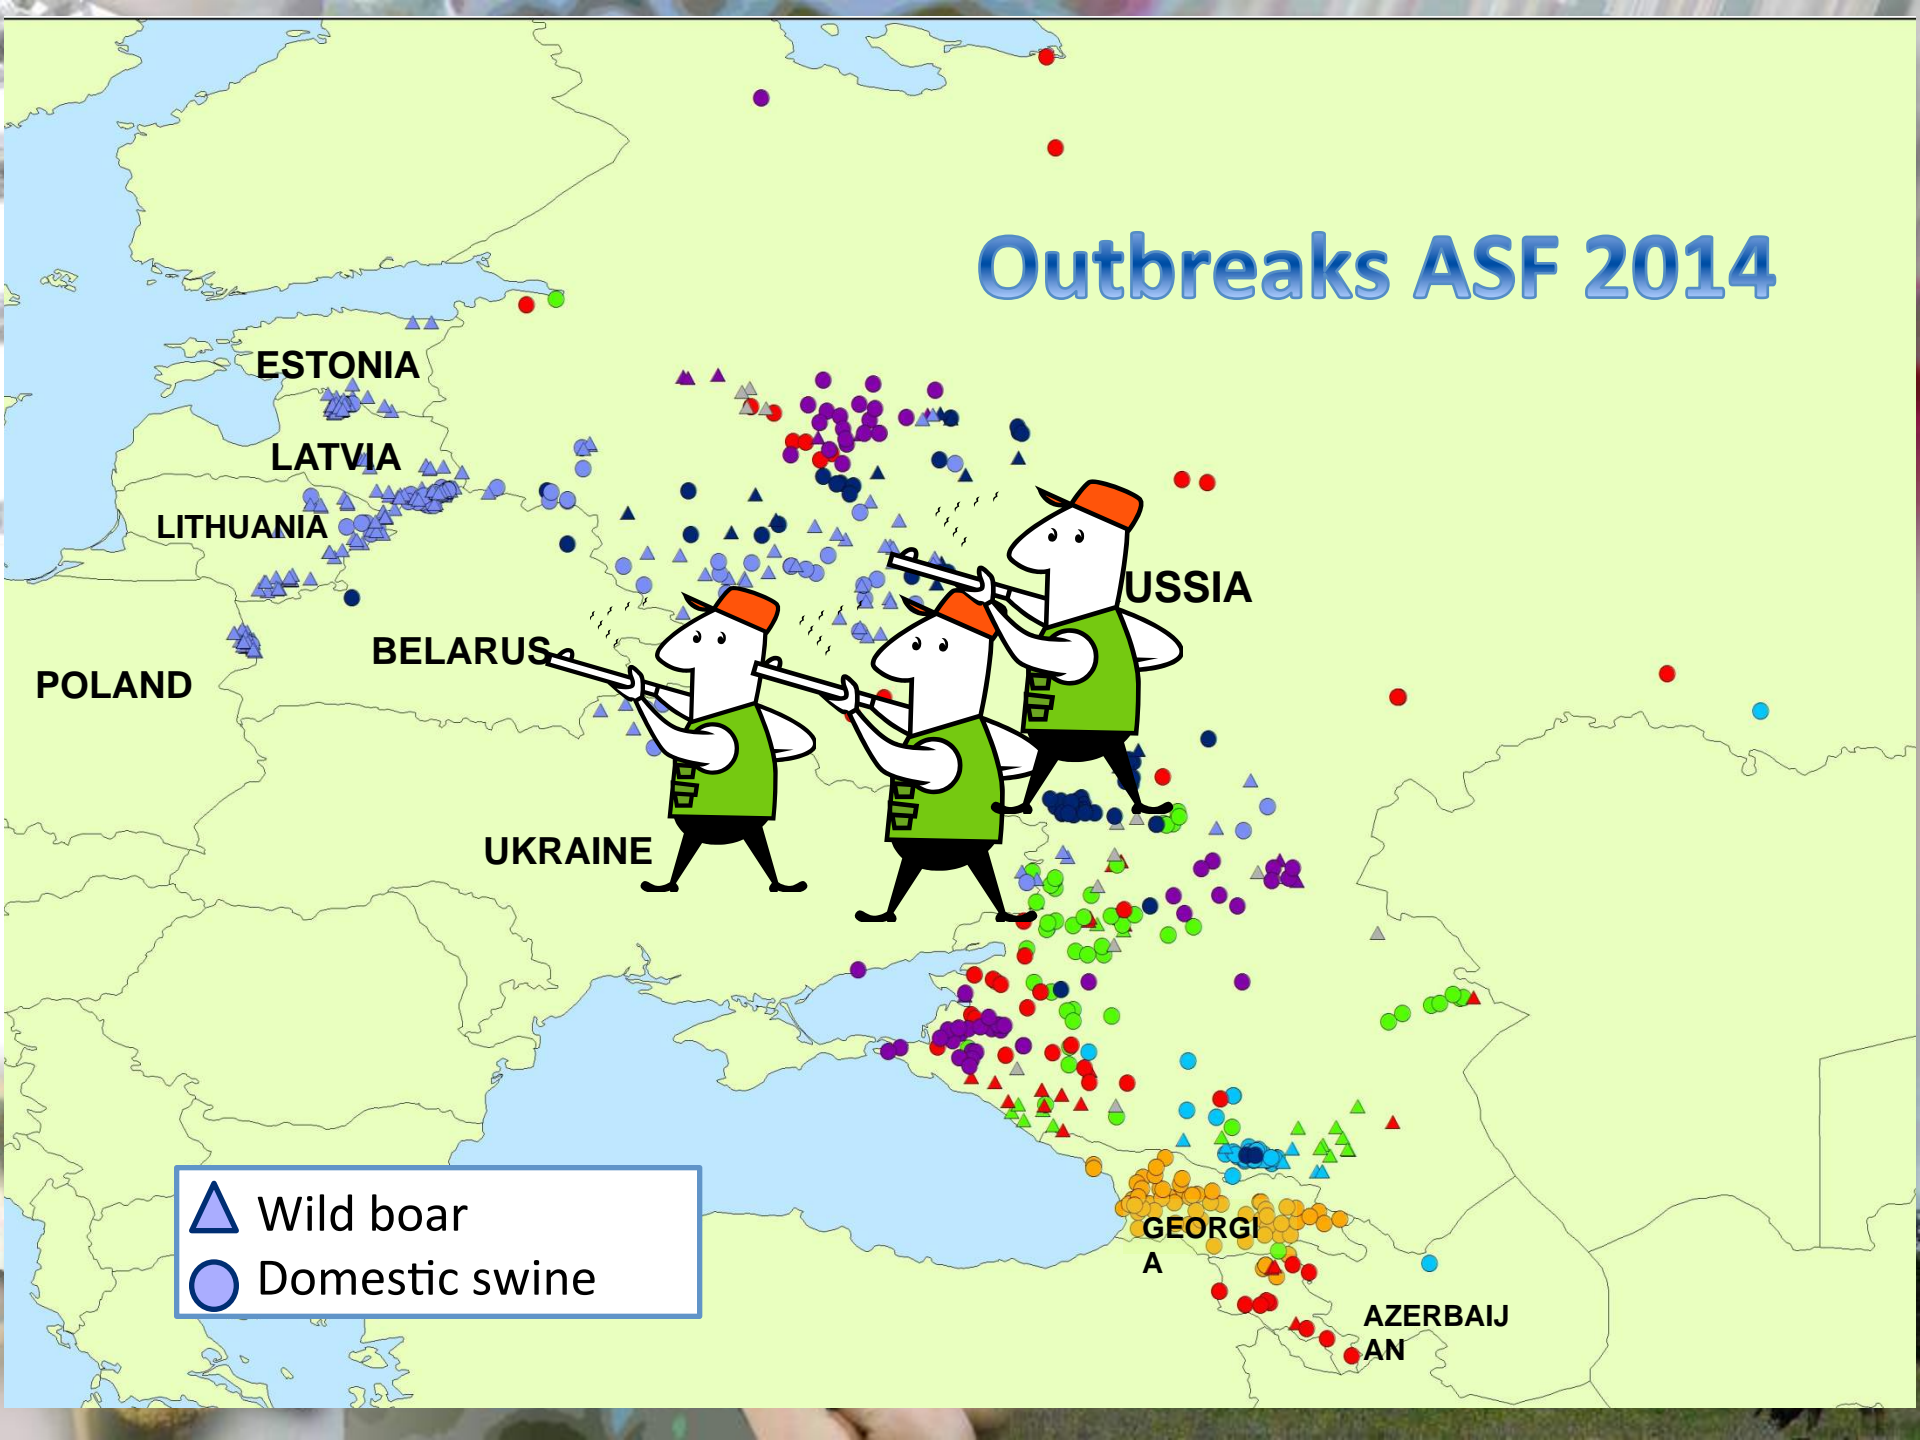 Outbreaks ASF 2014
ESTONIA
LATVIA
LITHUANIA
USSIA
BELARUS
POLAND
UKRAINE
Wild boar
Domestic swine
GEORGI
A
AZERBAIJ
AN